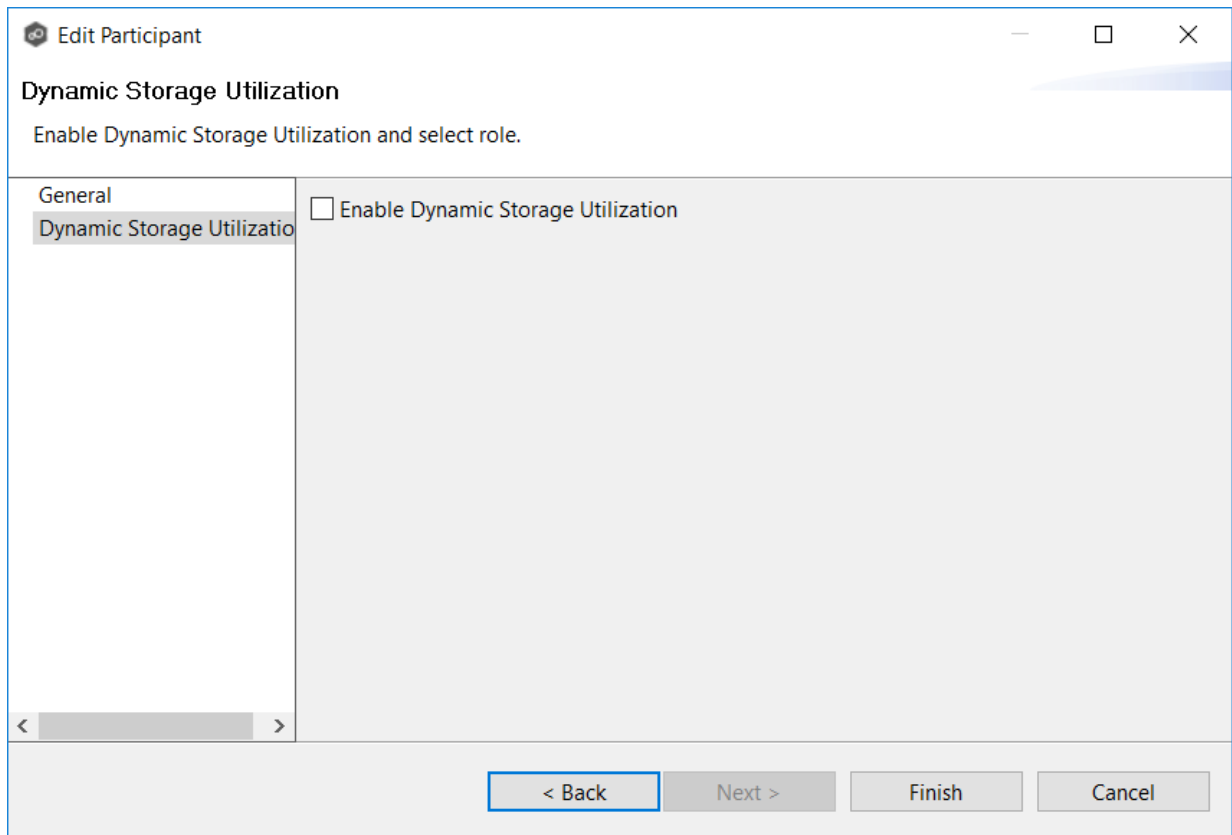 Edit Participant
Dynamic Storage Utilization
Enable Dynamic Storage Utilization and select role.
General
Dynamic Storage Utilizatio
Enable Dynamic Storage Utilization
< Back
Next >
Finish
Cancel